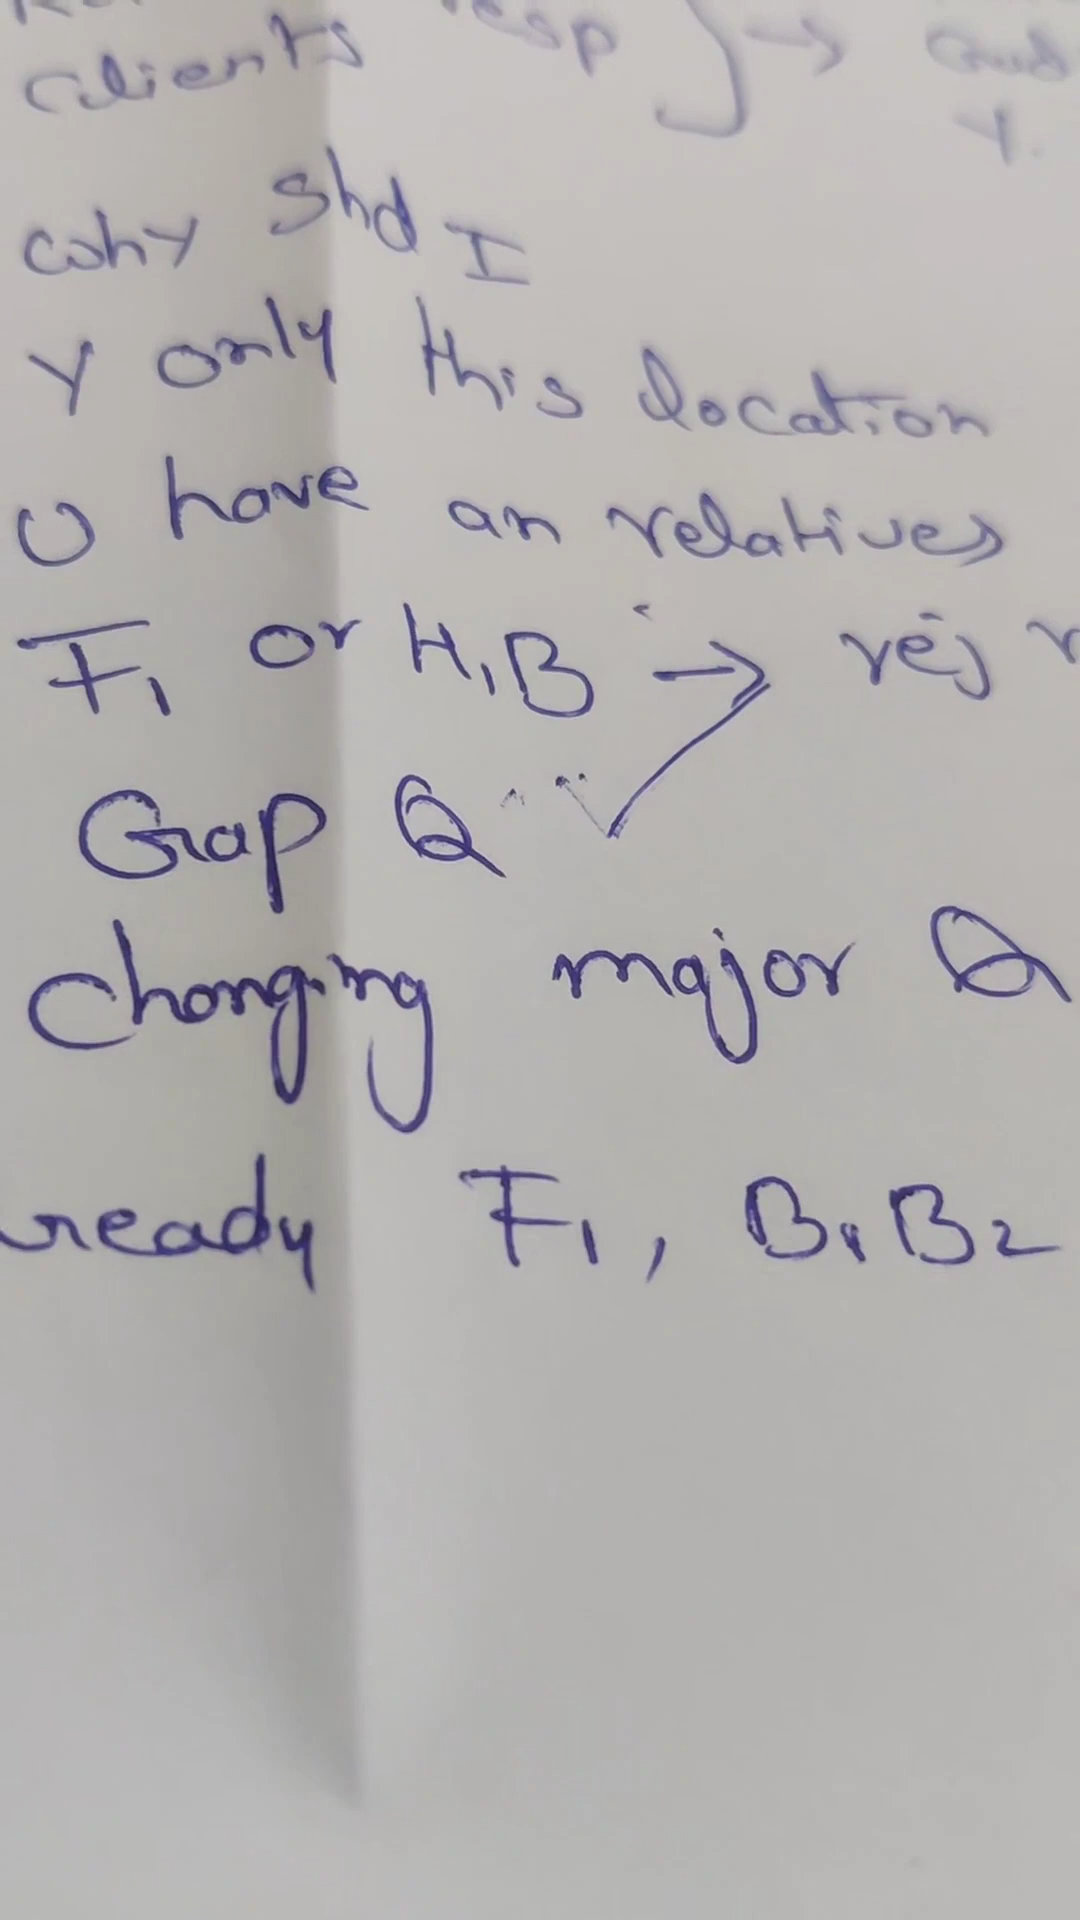 clients resp } →
why shd I
Y only this location
U have an relatives
F1 or H1B → rej
Gap Q
changing major Q
ready F1, B1B2